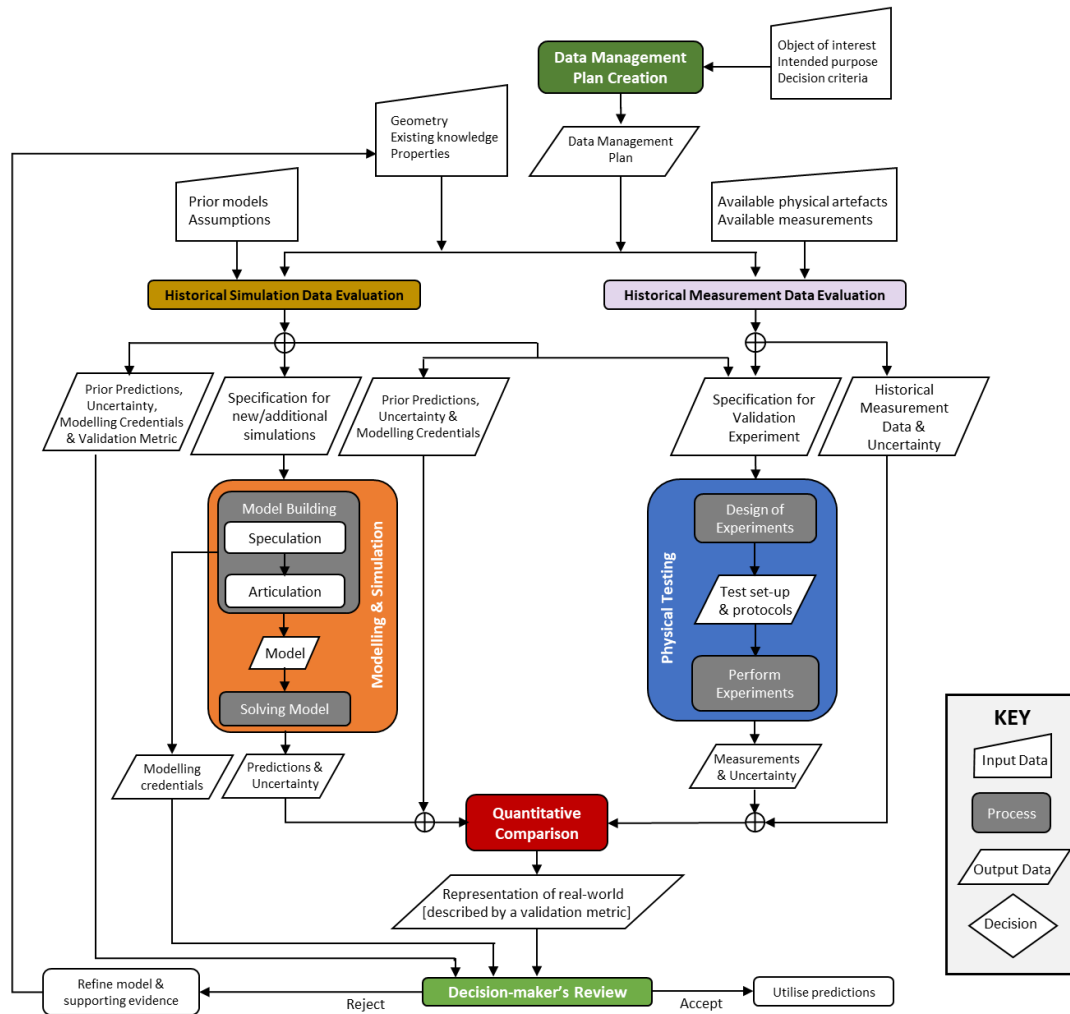 Object of interest
Intended purpose
Decision criteria
Data Management
Plan Creation
Geometry
Existing knowledge
Properties
Data Management
Plan
Prior models
Assumptions
Available physical artefacts
Available measurements
Historical Simulation Data Evaluation
Historical Measurement Data Evaluation
Prior Predictions,
Uncertainty,
Modelling Credentials
& Validation Metric
Specification for
new/additional
simulations
Prior Predictions,
Uncertainty &
Modelling Credentials
Specification for
Validation
Experiment
Historical
Measurement
Data &
Uncertainty
Model Building
Speculation
Articulation
Model
Solving Model
Modelling & Simulation
Design of
Experiments
Test set-up
& protocols
Perform
Experiments
Physical Testing
Modelling
credentials
Predictions &
Uncertainty
Measurements
& Uncertainty
Quantitative
Comparison
Representation of real-world
[described by a validation metric]
Refine model &
supporting evidence
Reject
Decision-maker's Review
Accept
Utilise predictions
KEY
Input Data
Process
Output Data
Decision